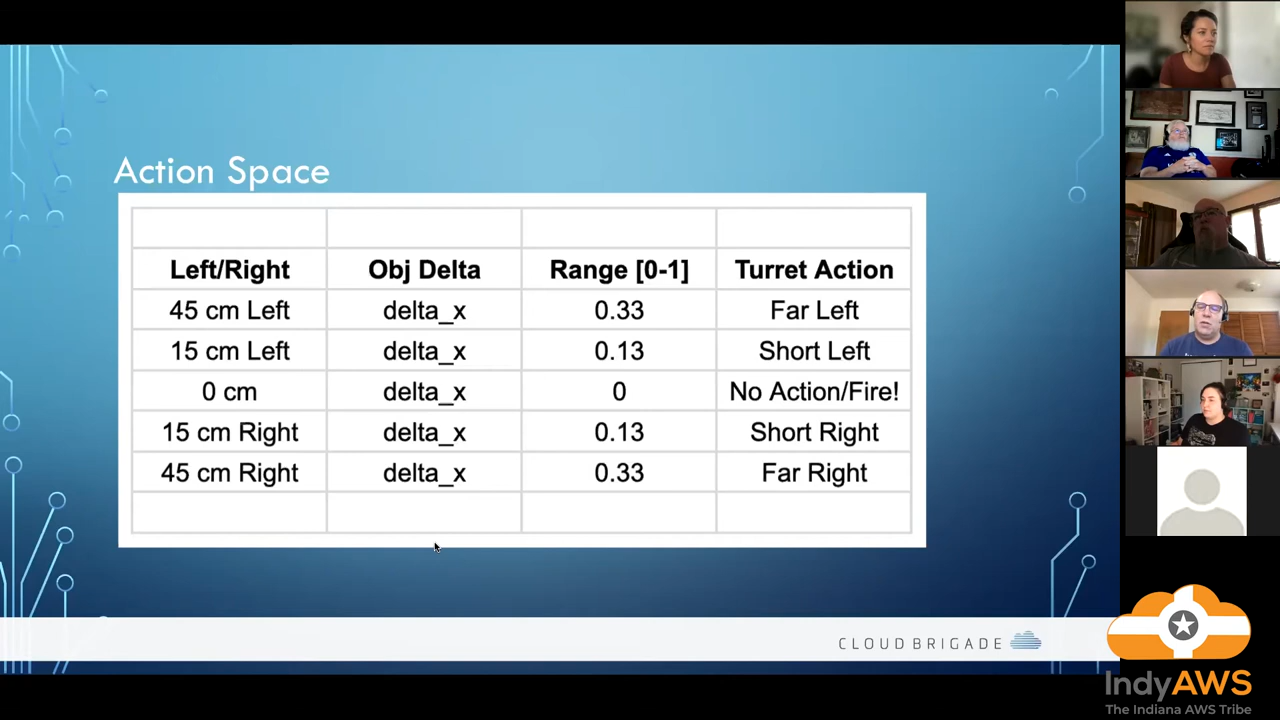 Action Space
Left/Right Obj Delta Range [0-1] Turret Action
45 cm Left delta_x 0.33 Far Left
15 cm Left delta_x 0.13 Short Left
0 cm delta_x 0 No Action/Fire!
15 cm Right delta_x 0.13 Short Right
45 cm Right delta_x 0.33 Far Right
CLOUD BRIGADE
IndyAWS
The Indiana AWS Tribe